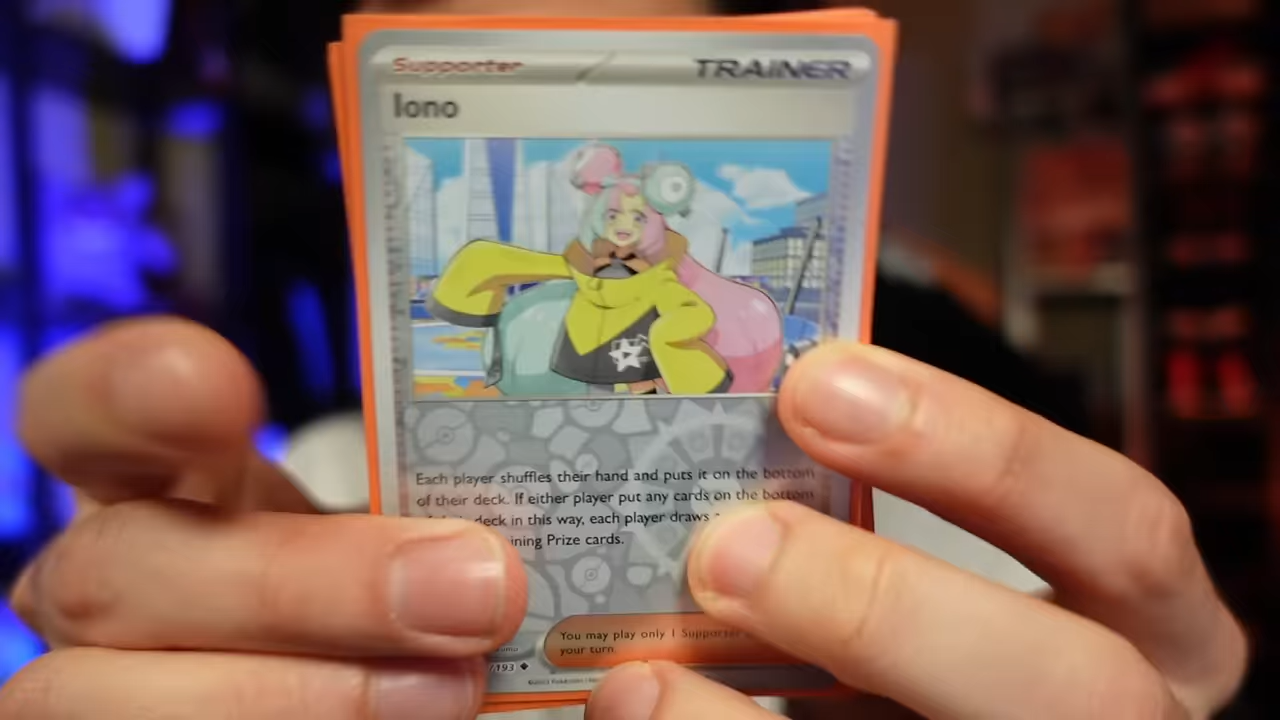 Supporter
TRAINER
Iono
Each player shuffles their hand and puts it on the bottom
of their deck. If either player put any cards on the bottom
deck in this way, each player draws
Prize cards.
You may play only 1 Supporter
your turn.
/193